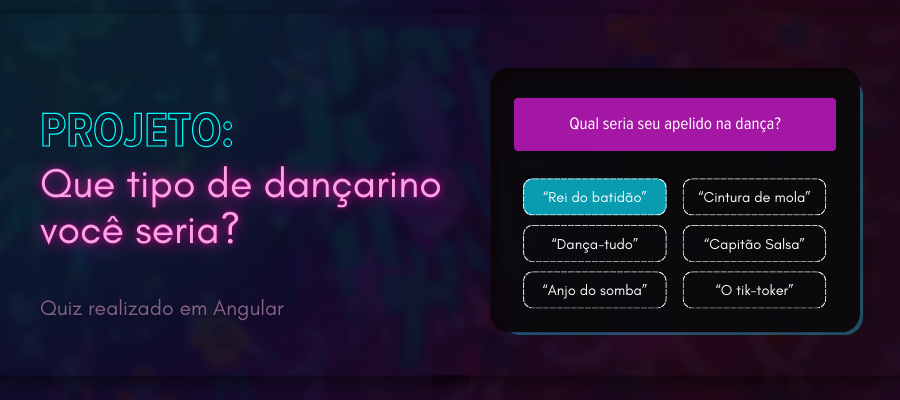 PROJETO:
Que tipo de dançarino
você seria?
Quiz realizado em Angular
Qual seria seu apelido na dança?
“Rei do batidão”
“Cintura de mola”
“Dança-tudo”
“Capitão Salsa”
“Anjo do somba”
“O tik-toker”